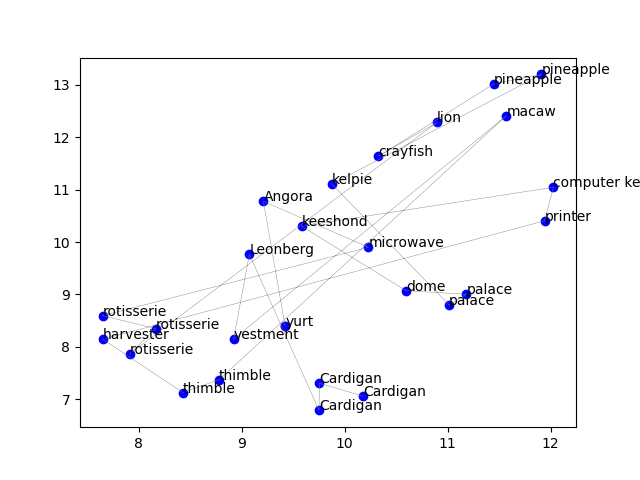 pineapple
pineapple
13
macaw
lion
12
crayfish
kelpie
computer ke
11
Angora
keeshond
printer
10
microwave
Leonberg
dome
palace
9
palace
rotisserie
rotisserie
yurt
harvester
vestment
8
rotisserie
thimble
Cardigan
thimble
Cardigan
7
Cardigan
8
9
10
11
12